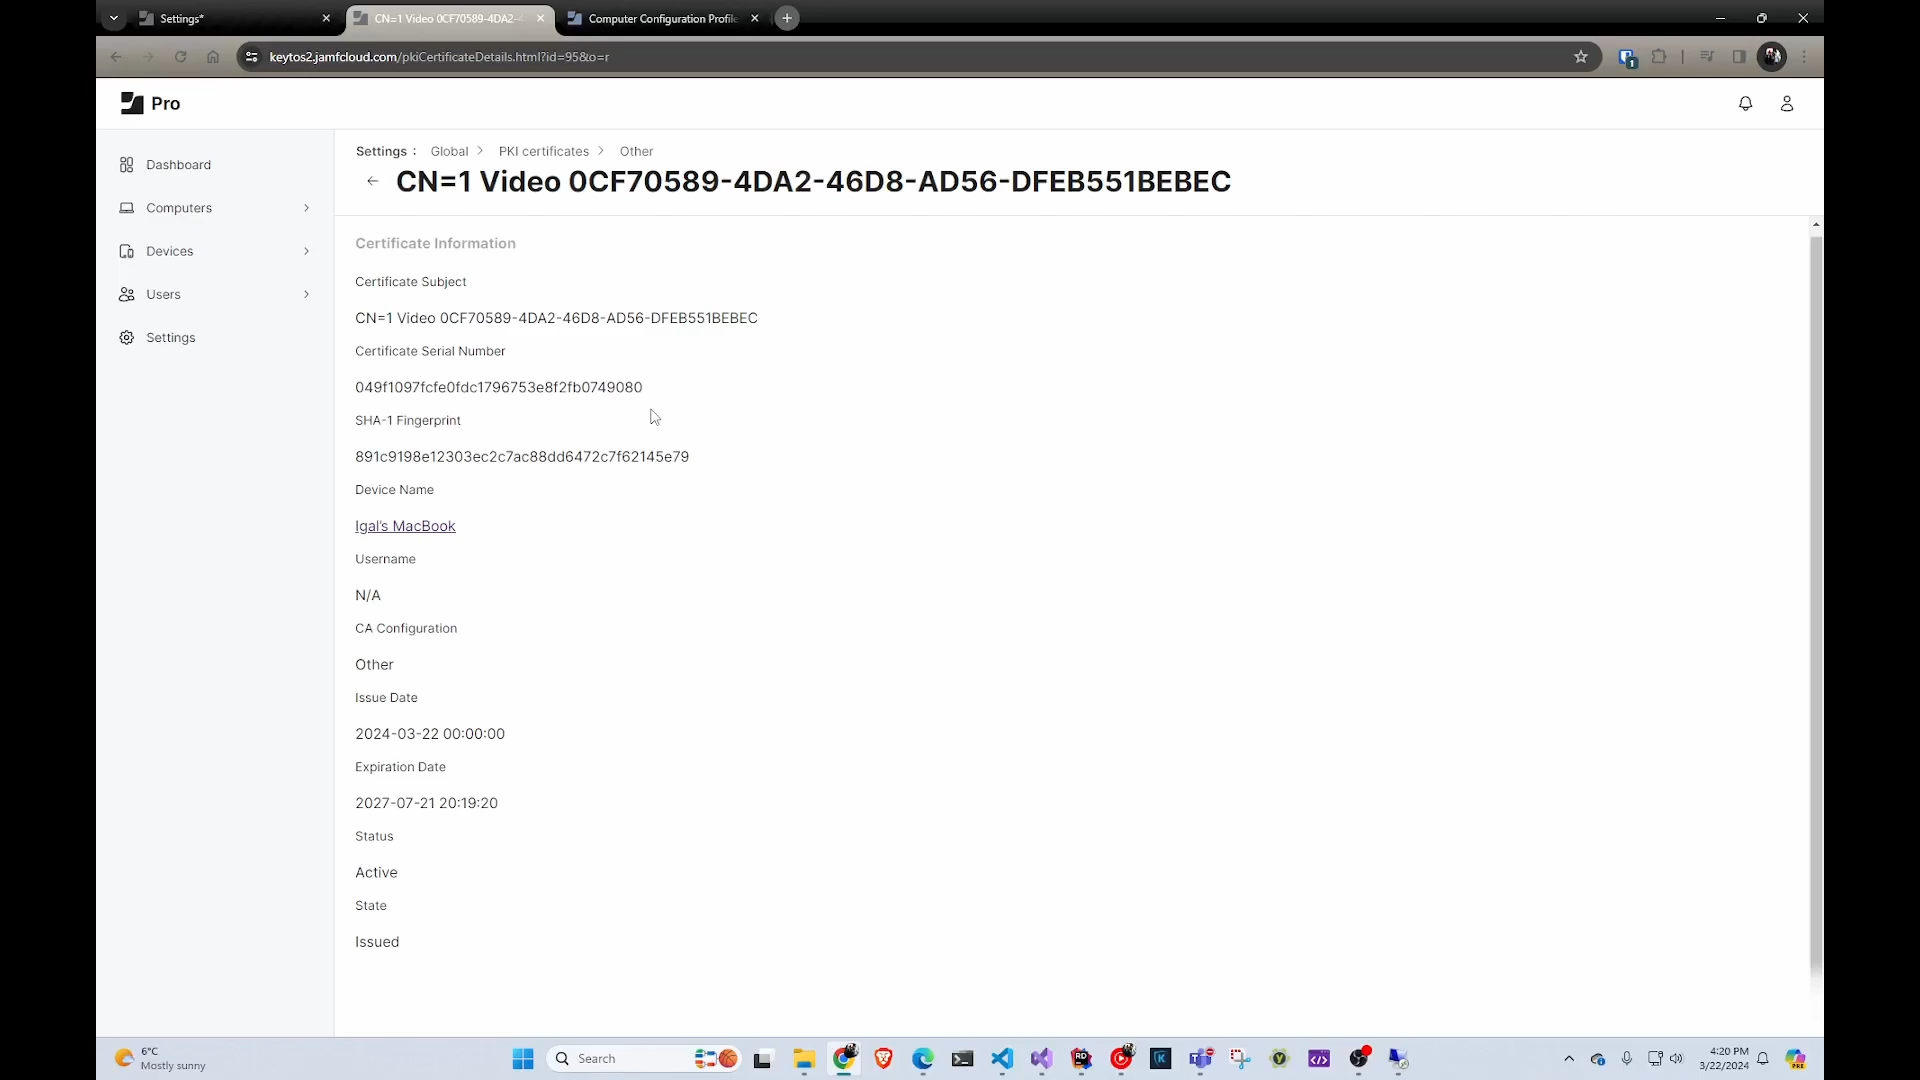 Settings*
CN=1 Video 0CF70589-4DA2-
Computer Configuration Profile
keytos2.jamfcloud.com/pkiCertificateDetails.html?id=95&o=r
1
Pro
Dashboard
Computers
Devices
Users
Settings
Settings : Global > PKI certificates > Other
CN=1 Video 0CF70589-4DA2-46D8-AD56-DFEB551BEBEC
Certificate Information
Certificate Subject
CN=1 Video 0CF70589-4DA2-46D8-AD56-DFEB551BEBEC
Certificate Serial Number
049f1097fcfe0fdc1796753e8f2fb0749080
SHA-1 Fingerprint
891c9198e12303ec2c7ac88dd6472c7f62145e79
Device Name
Igal's MacBook
Username
N/A
CA Configuration
Other
Issue Date
2024-03-22 00:00:00
Expiration Date
2027-07-21 20:19:20
Status
Active
State
Issued
6°C
Mostly sunny
Search
4:20 PM
3/22/2024